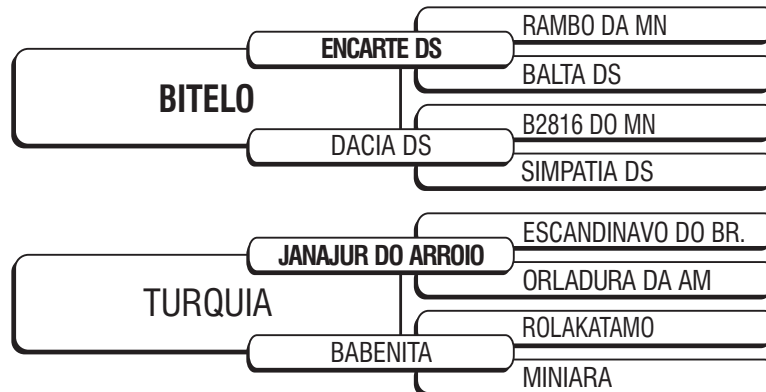 RAMBO DA MN
ENCARTE DS
BALTA DS
BITELO
B2816 DO MN
DACIA DS
SIMPATIA DS
ESCANDINAVO DO BR.
JANAJUR DO ARROIO
ORLADURA DA AM
TURQUIA
ROLAKATAMO
BABENITA
MINIARA